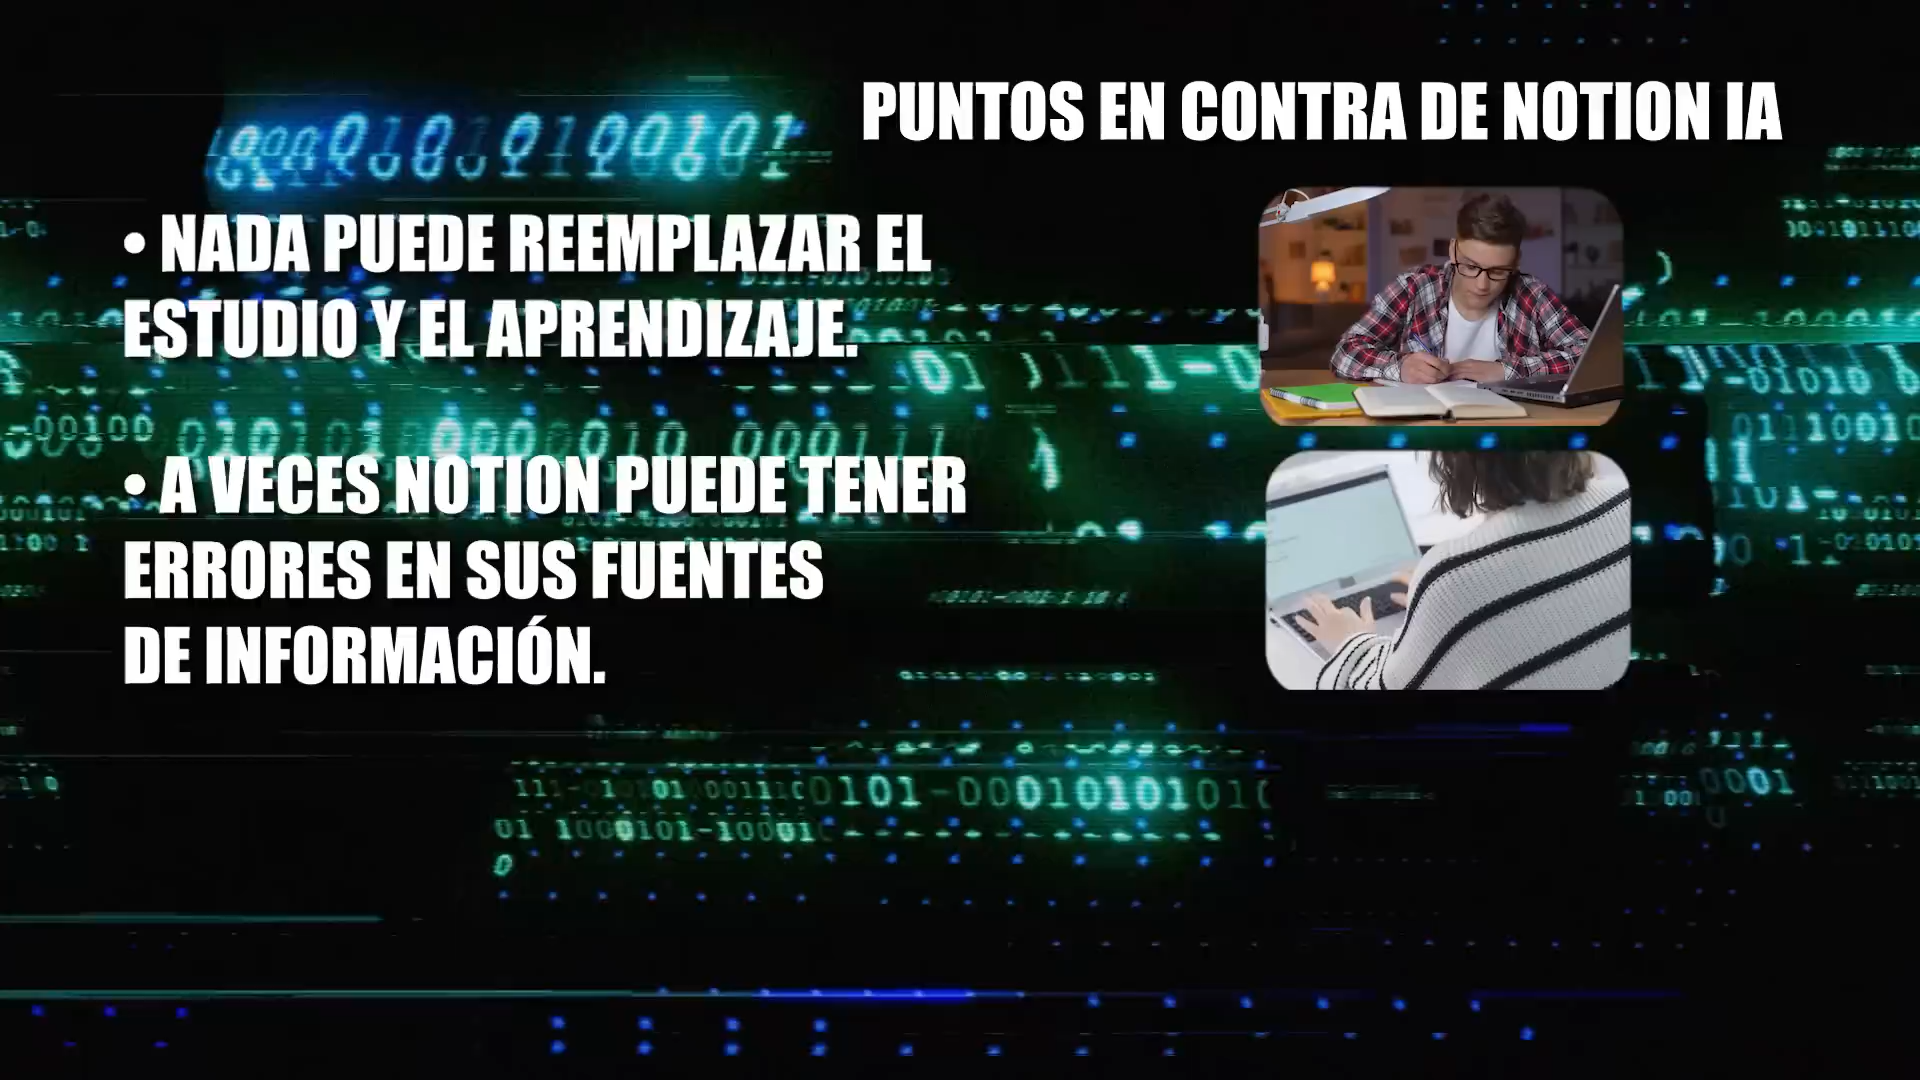 PUNTOS EN CONTRA DE NOTION IA
• NADA PUEDE REEMPLAZAR EL
ESTUDIO Y EL APRENDIZAJE.
• A VECES NOTION PUEDE TENER
ERRORES EN SUS FUENTES
DE INFORMACIÓN.